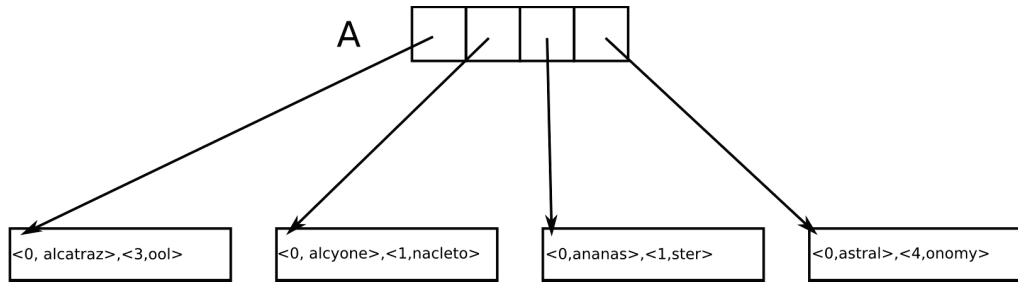 A
<0, alcatraz>,<3,ool>
<0, alcyone>,<1,nacleto>
<0,ananas>,<1,ster>
<0,astral>,<4,onomy>